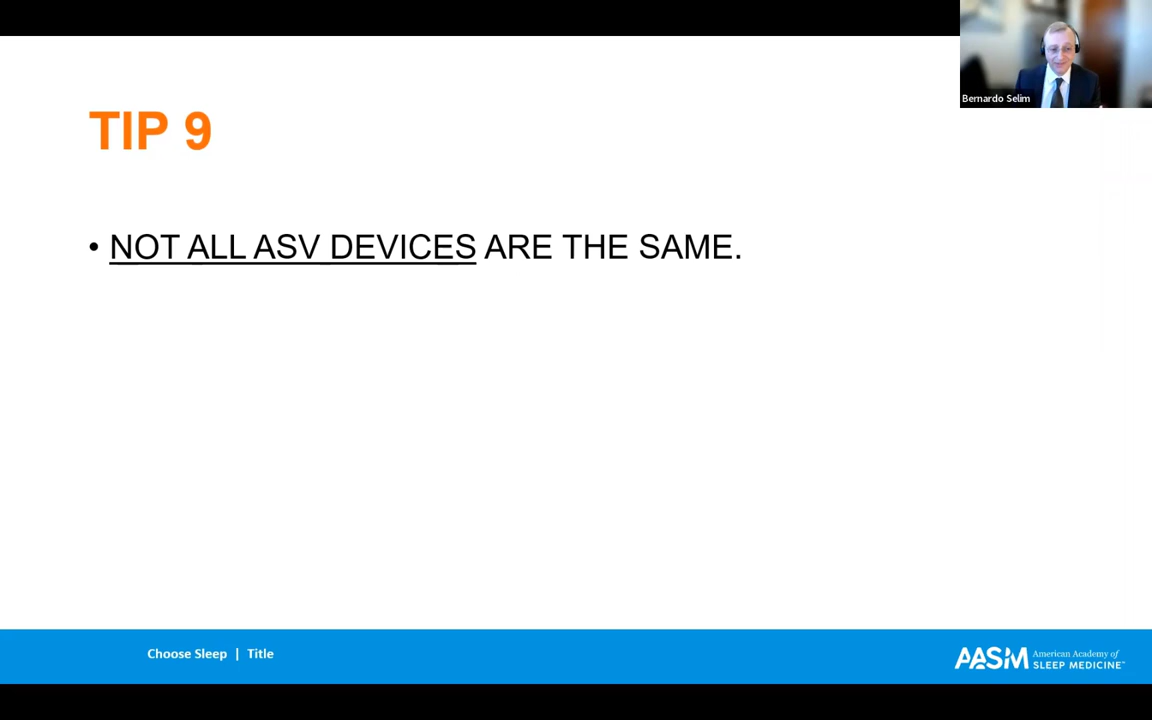 Bernardo Selim
TIP 9
• NOT ALL ASV DEVICES ARE THE SAME.
Choose Sleep | Title
AASM American Academy of
SLEEP MEDICINE™